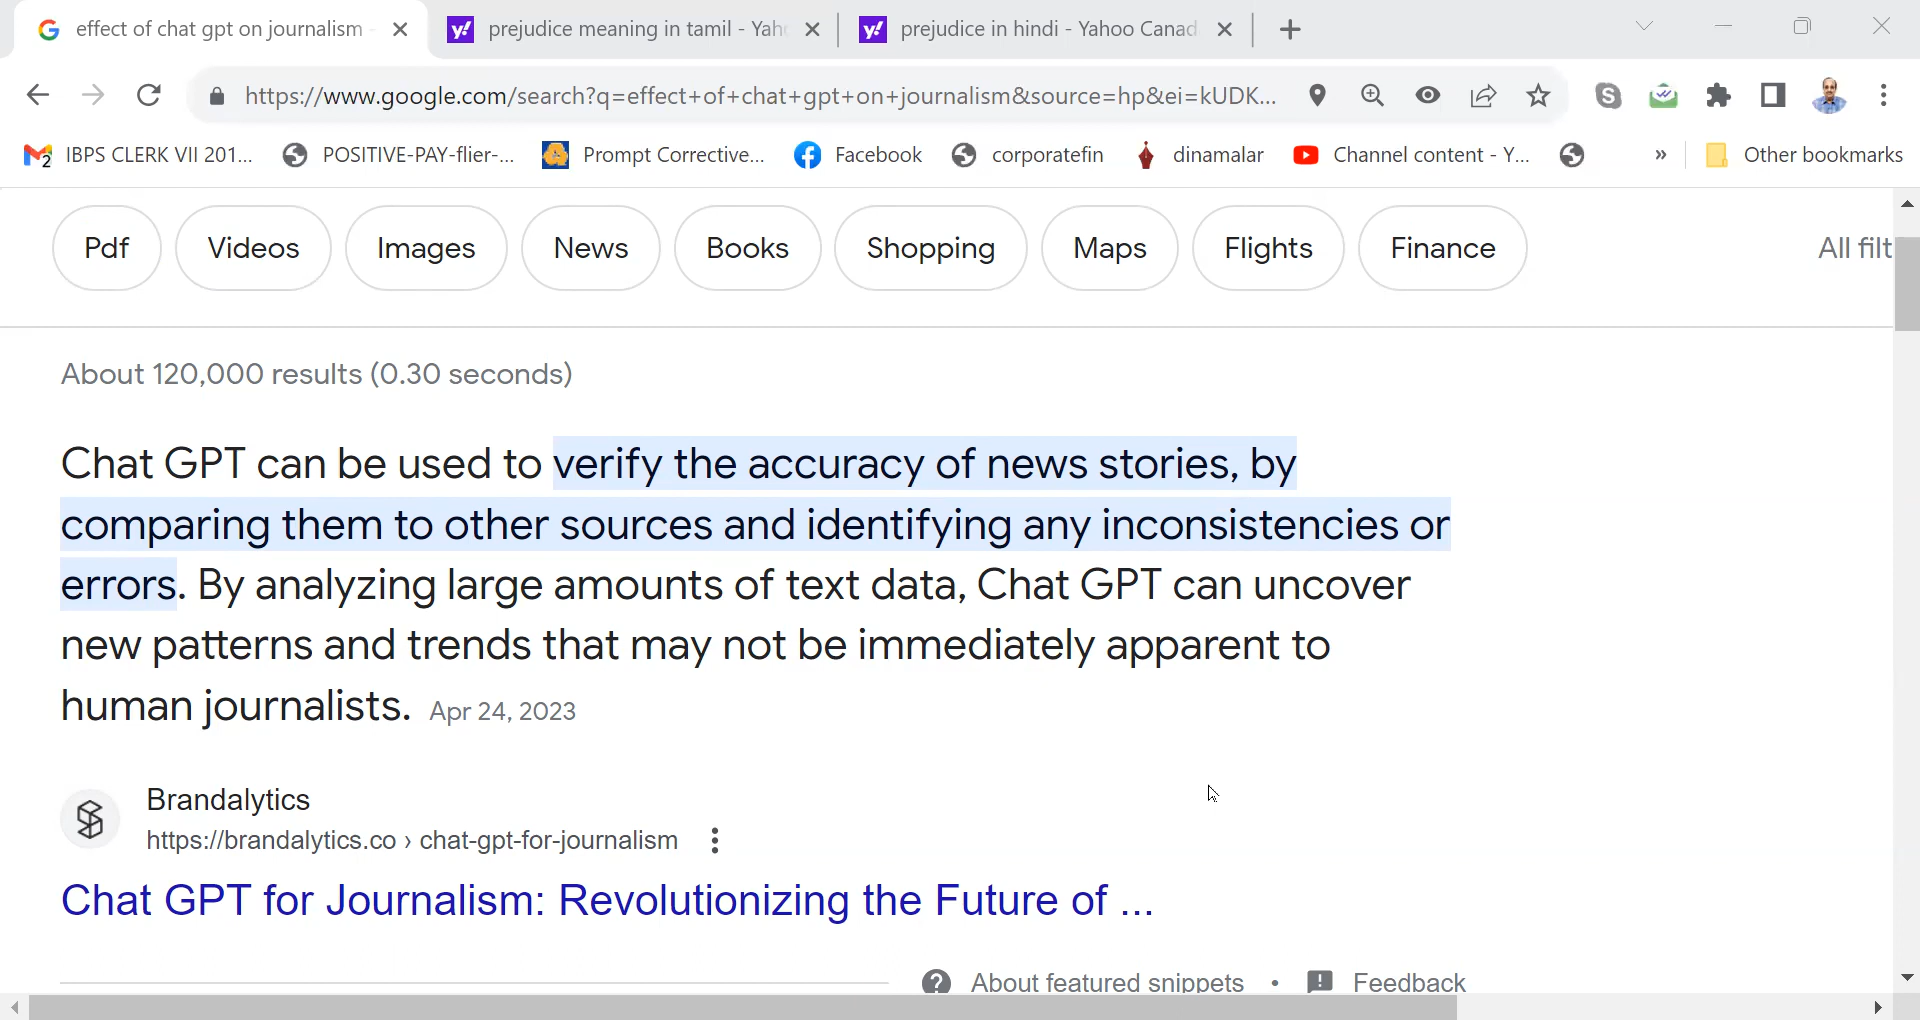 effect of chat gpt on journalism
prejudice meaning in tamil - Yah
prejudice in hindi - Yahoo Canad
https://www.google.com/search?q=effect+of+chat+gpt+on+journalism&source=hp&ei=kUDK...
IBPS CLERK VII 201...
POSITIVE-PAY-flier-...
Prompt Corrective...
Facebook
corporatefin
dinamalar
Channel content - Y...
Other bookmarks
Pdf
Videos
Images
News
Books
Shopping
Maps
Flights
Finance
All filt
About 120,000 results (0.30 seconds)
Chat GPT can be used to verify the accuracy of news stories, by
comparing them to other sources and identifying any inconsistencies or
errors. By analyzing large amounts of text data, Chat GPT can uncover
new patterns and trends that may not be immediately apparent to
human journalists. Apr 24, 2023
Brandalytics
https://brandalytics.co › chat-gpt-for-journalism
Chat GPT for Journalism: Revolutionizing the Future of ...
About featured snippets • Feedback